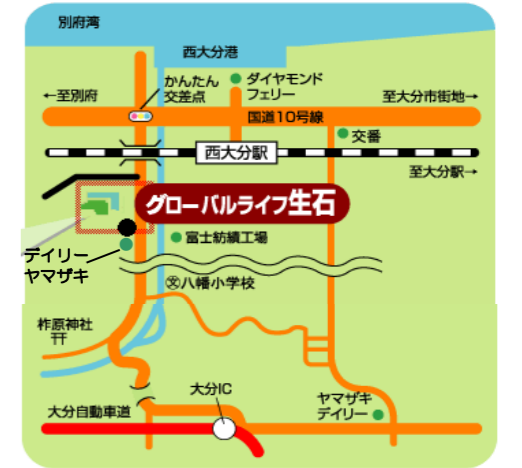 別府湾
西大分港
かんたん
交差点
ダイヤモンド
フェリー
←至別府
至大分市街地→
国道10号線
交番
西大分駅
至大分駅→
グローバルライフ生石
富士紡績工場
デイリー
ヤマザキ
文八幡小学校
柞原神社
大分IC
大分自動車道
ヤマザキ
デイリー